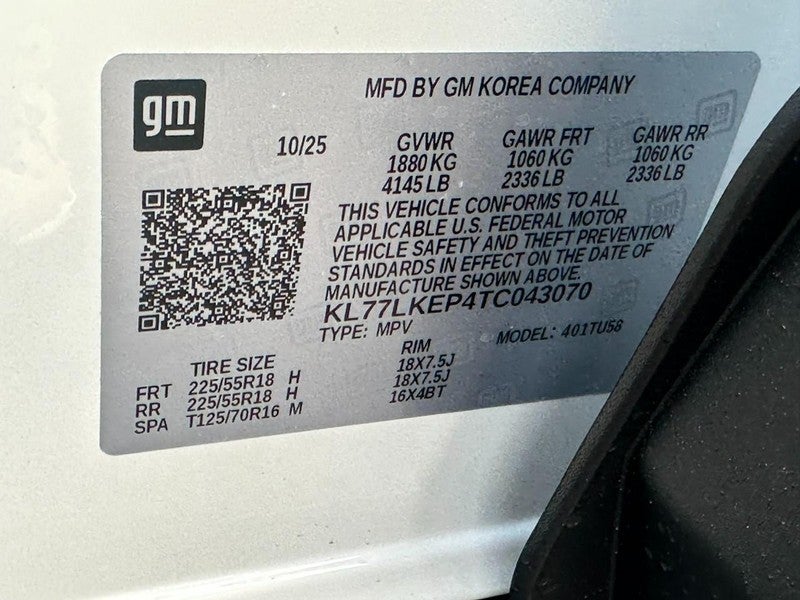 gm
MFD BY GM KOREA COMPANY
10/25 GVWR GAWR FRT GAWR RR
1880 KG 1060 KG 1060 KG
4145 LB 2336 LB 2336 LB
THIS VEHICLE CONFORMS TO ALL
APPLICABLE U.S. FEDERAL MOTOR
VEHICLE SAFETY AND THEFT PREVENTION
STANDARDS IN EFFECT ON THE DATE OF
MANUFACTURE SHOWN ABOVE.
KL77LKEP4TC043070
TYPE: MPV MODEL: 401TU58
TIRE SIZE RIM
FRT 225/55R18 H 18X7.5J
RR 225/55R18 H 18X7.5J
SPA T125/70R16 M 16X4BT